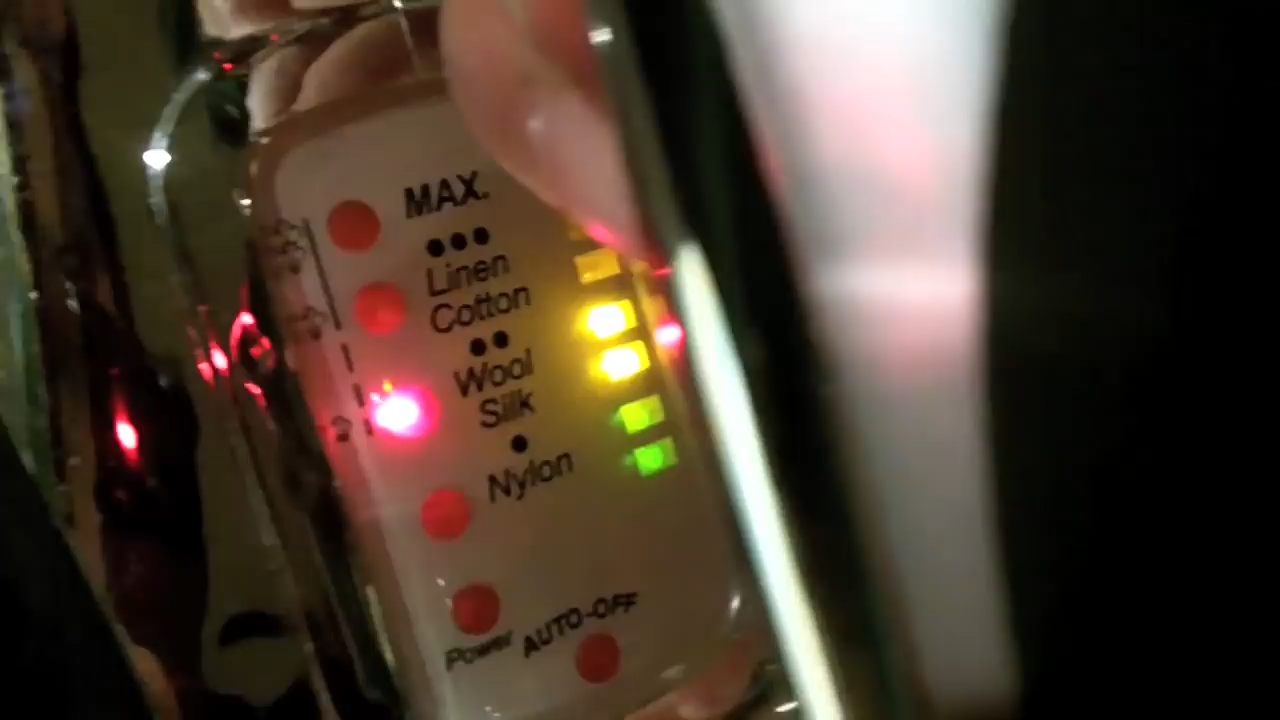 MAX.
•••
Linen
Cotton
••
Wool
Silk
•
Nylon
Power
AUTO-OFF